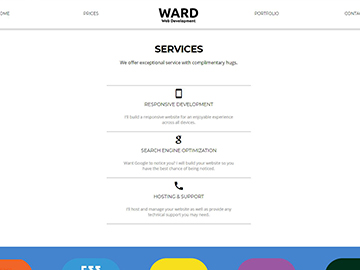 OME PRICES WARD PORTFOLIO CONTAC
Web Development
SERVICES
We offer exceptional service with complimentary hugs.
RESPONSIVE DEVELOPMENT
I'll build a responsive website for an enjoyable experience
across all devices.
SEARCH ENGINE OPTIMIZATION
Want Google to notice you? I will build your website so you
have the best chance of being noticed.
HOSTING & SUPPORT
I'll host and manage your website as well as provide any
technical support you may need.